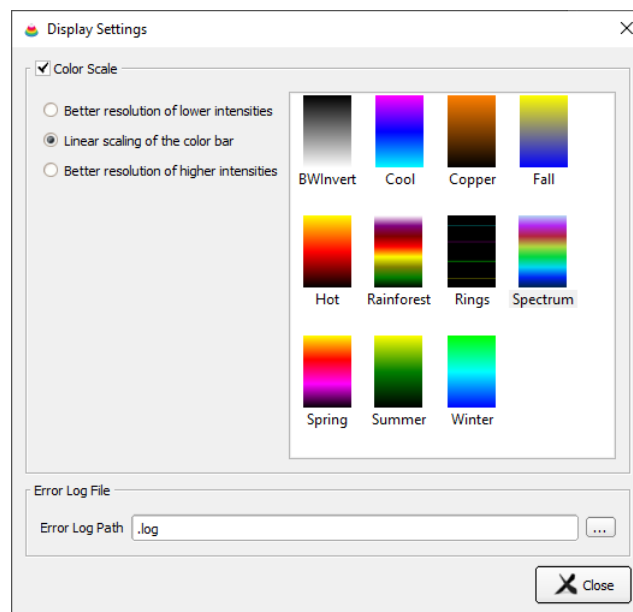 Display Settings
Color Scale
Better resolution of lower intensities
Linear scaling of the color bar
Better resolution of higher intensities
BWInvert Cool Copper Fall
Hot Rainforest Rings Spectrum
Spring Summer Winter
Error Log File
Error Log Path .log ...
Close